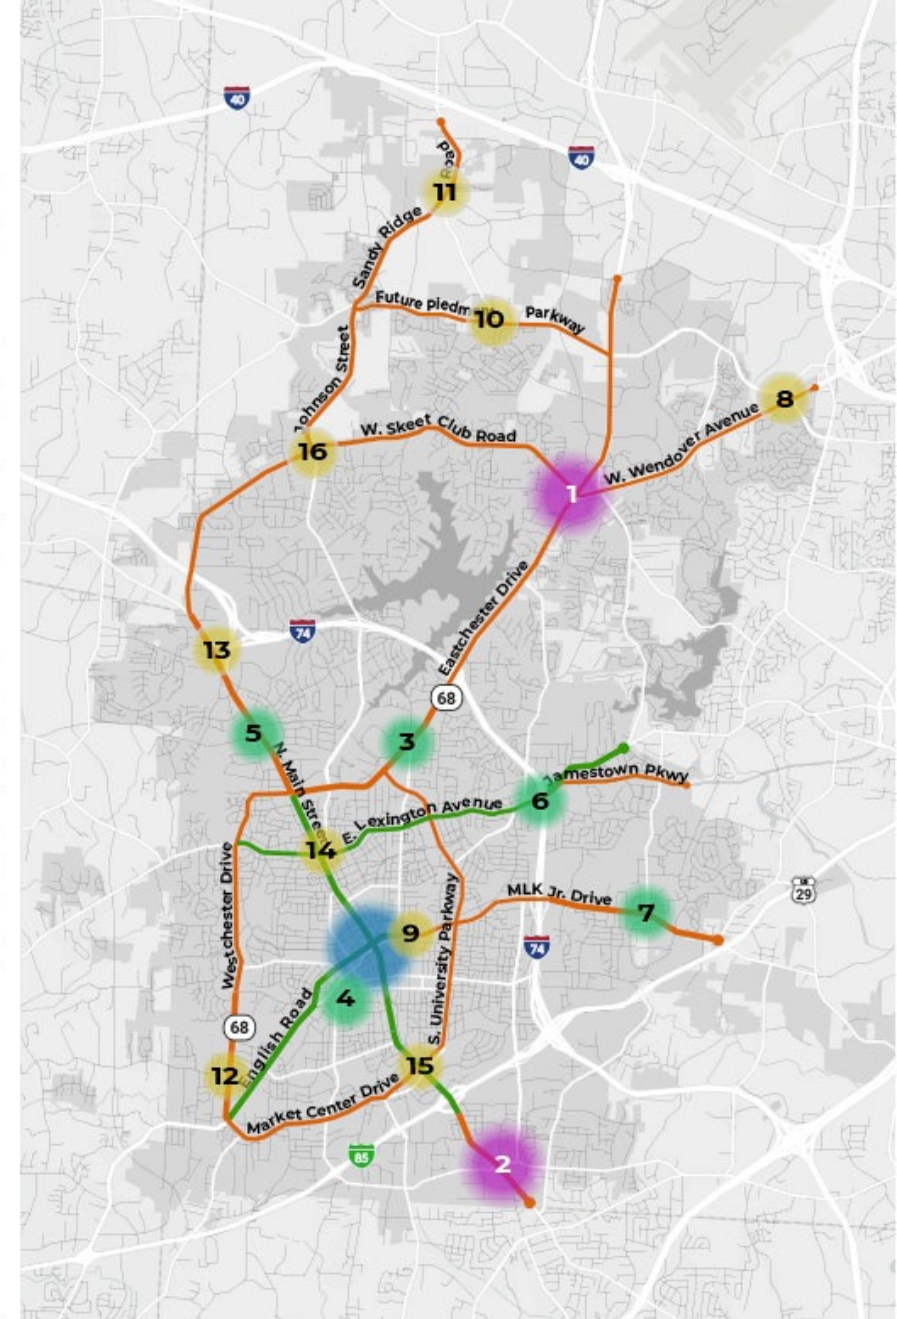 40
40
Road
11
Sandy Ridge
Future piedm
10
Parkway
Johnson Street
8
W. Skeet Club Road
16
W. Wendover Avenue
1
Eastchester Drive
74
13
68
5
3
N. Main Street
Jamestown Pkwy
6
E. Lexington Avenue
14
Westchester Drive
MLK Jr. Drive
US
29
7
9
S. University Parkway
74
4
English Road
68
15
12
Market Center Drive
85
2